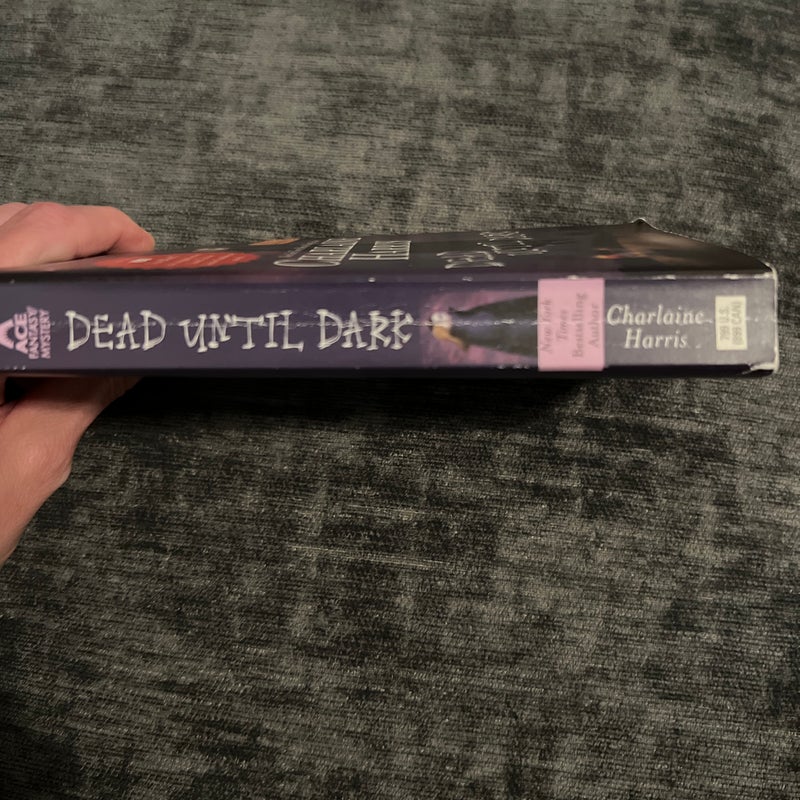 ACE
FANTASY
MYSTERY
DEAD UNTIL DARK
New York
Times
Bestselling
Author
Charlaine
Harris